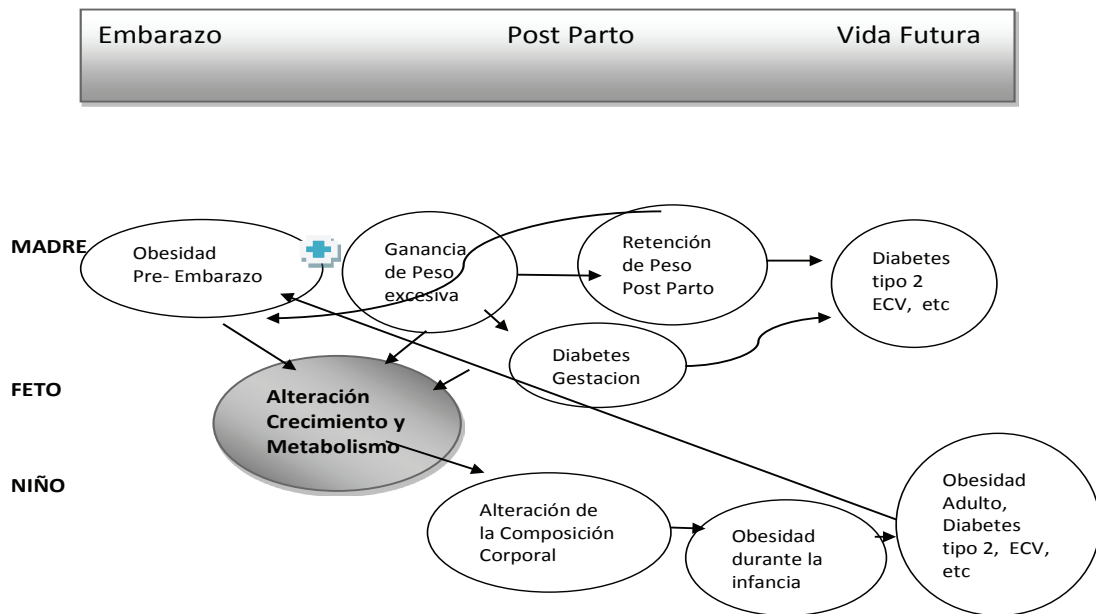 Embarazo Post Parto Vida Futura
MADRE
Obesidad
Pre- Embarazo
Ganancia
de Peso
excesiva
Retención
de Peso
Post Parto
Diabetes
tipo 2
ECV, etc
Diabetes
Gestacion
FETO
Alteración
Crecimiento y
Metabolismo
NIÑO
Alteración de
la Composición
Corporal
Obesidad
durante la
infancia
Obesidad
Adulto,
Diabetes
tipo 2, ECV,
etc